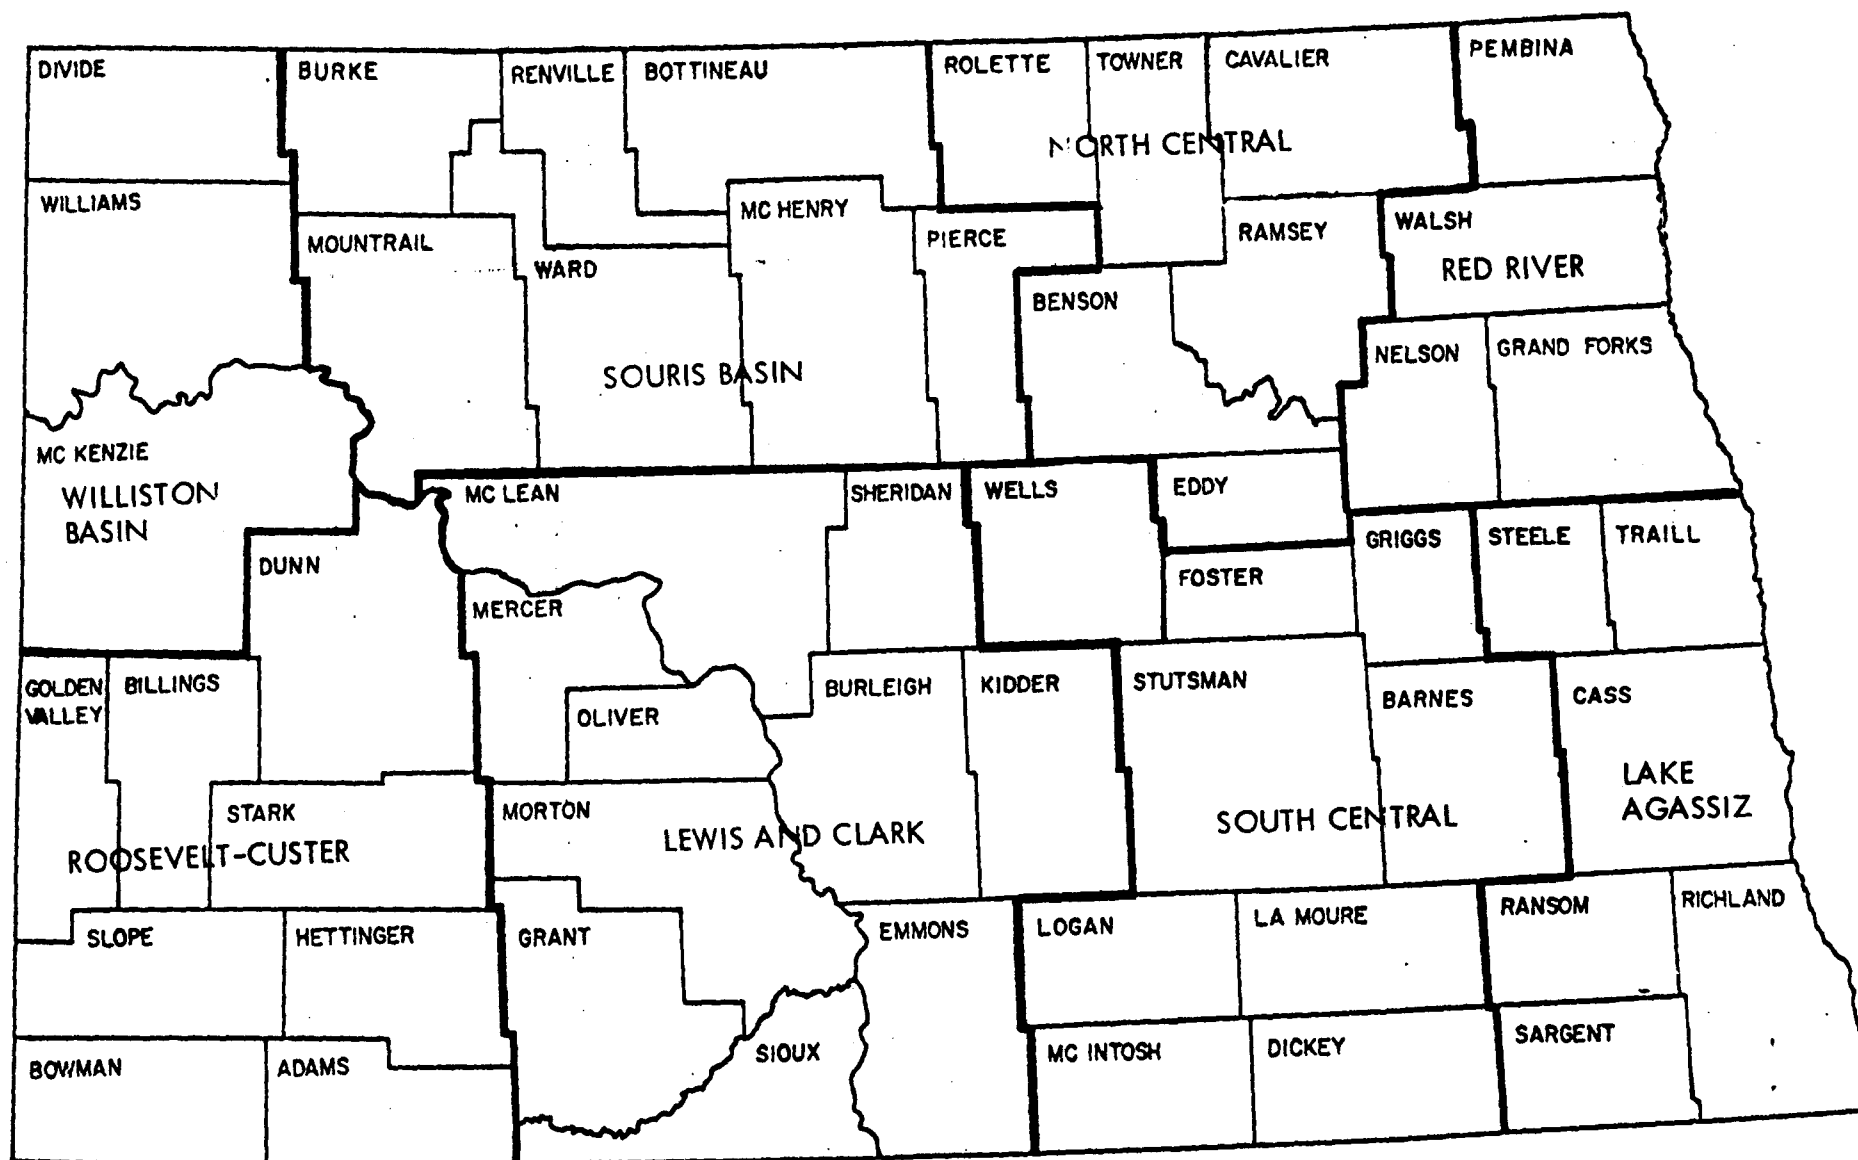 DIVIDE
BURKE
RENVILLE
BOTTINEAU
ROLETTE
TOWNER
CAVALIER
PEMBINA
NORTH CENTRAL
WILLIAMS
MOUNTRAIL
WARD
MC HENRY
PIERCE
RAMSEY
WALSH
RED RIVER
BENSON
SOURIS BASIN
NELSON
GRAND FORKS
MC KENZIE
WILLISTON
BASIN
MC LEAN
SHERIDAN
WELLS
EDDY
DUNN
MERCER
FOSTER
GRIGGS
STEELE
TRAILL
GOLDEN
VALLEY
BILLINGS
OLIVER
BURLEIGH
KIDDER
STUTSMAN
BARNES
CASS
LAKE
AGASSIZ
STARK
ROOSEVELT-CUSTER
MORTON
LEWIS AND CLARK
SOUTH CENTRAL
SLOPE
HETTINGER
GRANT
EMMONS
LOGAN
LA MOURE
RANSOM
RICHLAND
BOWMAN
ADAMS
SIOUX
MC INTOSH
DICKEY
SARGENT